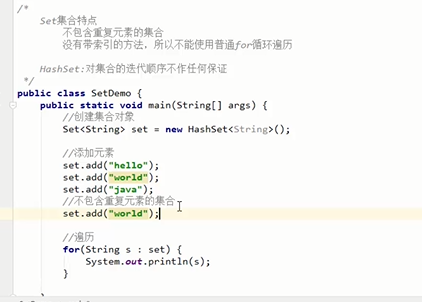 /*
Set集合特点
不包含重复元素的集合
没有带索引的方法，所以不能使用普通for循环遍历
HashSet:对集合的迭代顺序不作任何保证
*/
public class SetDemo {
public static void main(String[] args) {
//创建集合对象
Set<String> set = new HashSet<String>();
//添加元素
set.add("hello");
set.add("world");
set.add("java");
//不包含重复元素的集合
set.add("world");
//遍历
for(String s : set) {
System.out.println(s);
}